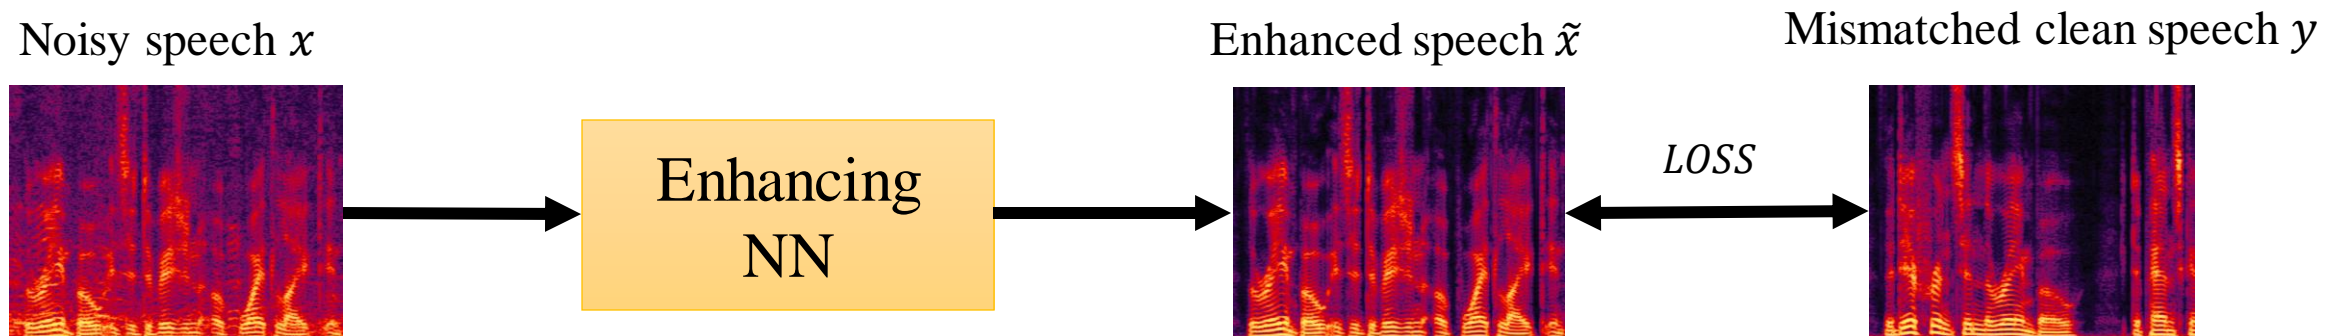 Noisy speech x
Enhancing
NN
Enhanced speech x̃
LOSS
Mismatched clean speech y